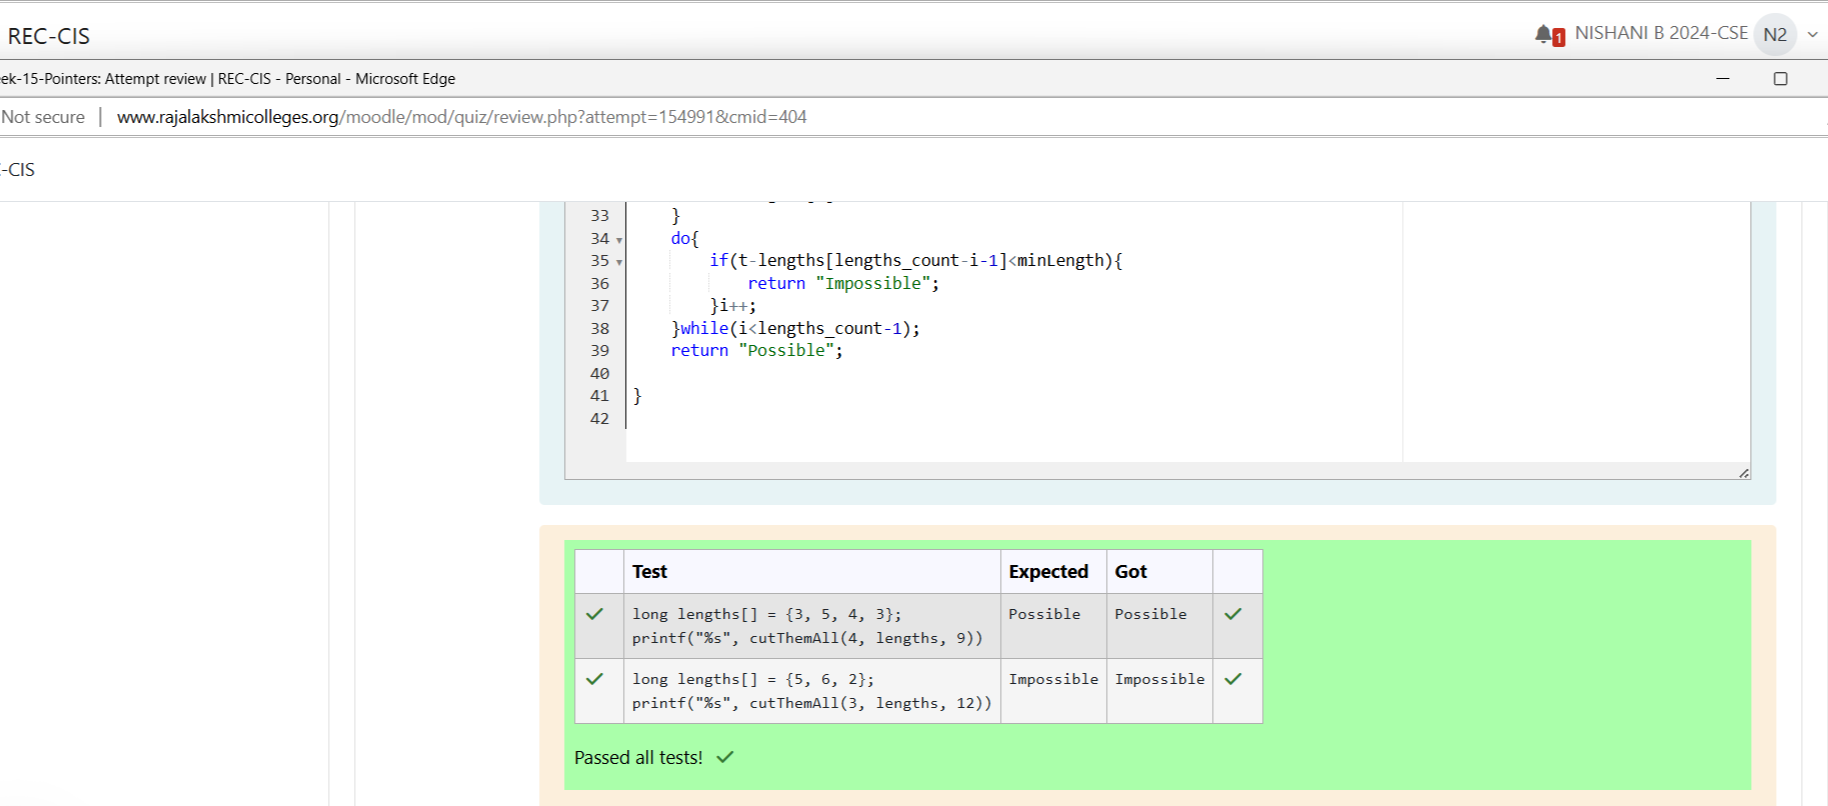 REC-CIS
1 NISHANI B 2024-CSE N2
ek-15-Pointers: Attempt review | REC-CIS - Personal - Microsoft Edge
Not secure | www.rajalakshmicolleges.org/moodle/mod/quiz/review.php?attempt=154991&cmid=404
-CIS
33 }
34 do{
35 if(t-lengths[lengths_count-i-1]<minLength){
36 return "Impossible";
37 }i++;
38 }while(i<lengths_count-1);
39 return "Possible";
40
41 }
42
Test Expected Got
long lengths[] = {3, 5, 4, 3}; Possible Possible
printf("%s", cutThemAll(4, lengths, 9))
long lengths[] = {5, 6, 2}; Impossible Impossible
printf("%s", cutThemAll(3, lengths, 12))
Passed all tests!